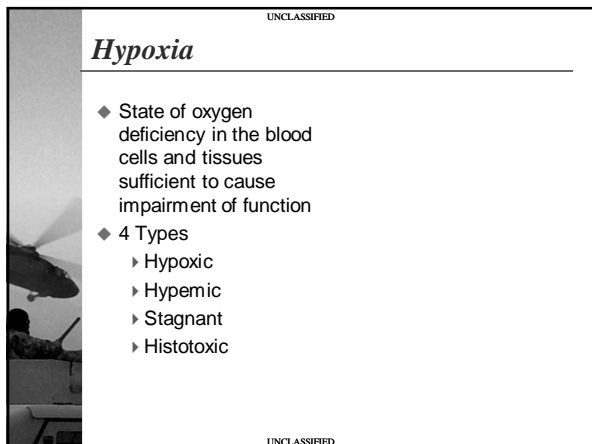 UNCLASSIFIED
Hypoxia
◆ State of oxygen
deficiency in the blood
cells and tissues
sufficient to cause
impairment of function
◆ 4 Types
Hypoxic
Hypemic
Stagnant
Histotoxic
UNCLASSIFIED